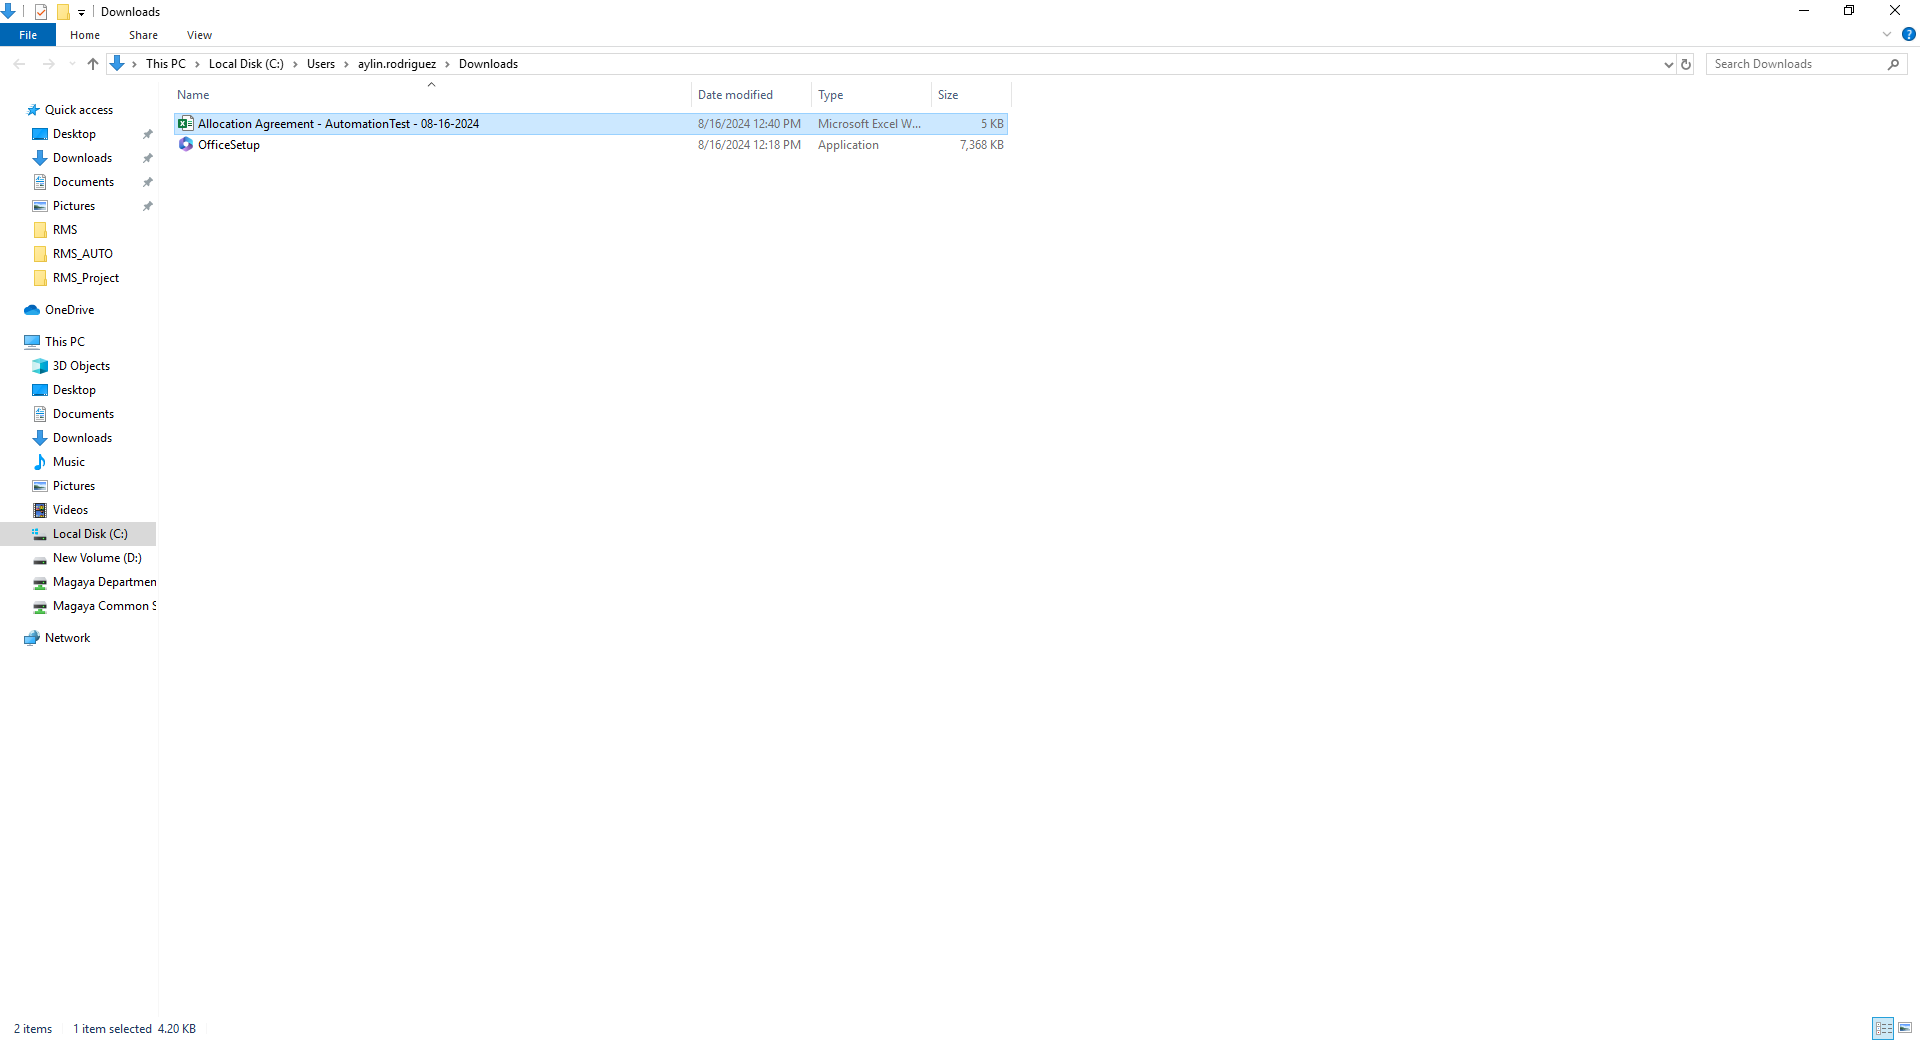 Downloads
File Home Share View
This PC Local Disk (C:) Users aylin.rodriguez Downloads
Search Downloads
Name Date modified Type Size
Allocation Agreement - AutomationTest - 08-16-2024 8/16/2024 12:40 PM Microsoft Excel W... 5 KB
OfficeSetup 8/16/2024 12:18 PM Application 7,368 KB
Quick access
Desktop
Downloads
Documents
Pictures
RMS
RMS_AUTO
RMS_Project
OneDrive
This PC
3D Objects
Desktop
Documents
Downloads
Music
Pictures
Videos
Local Disk (C:)
New Volume (D:)
Magaya Departmen
Magaya Common S
Network
2 items 1 item selected 4.20 KB